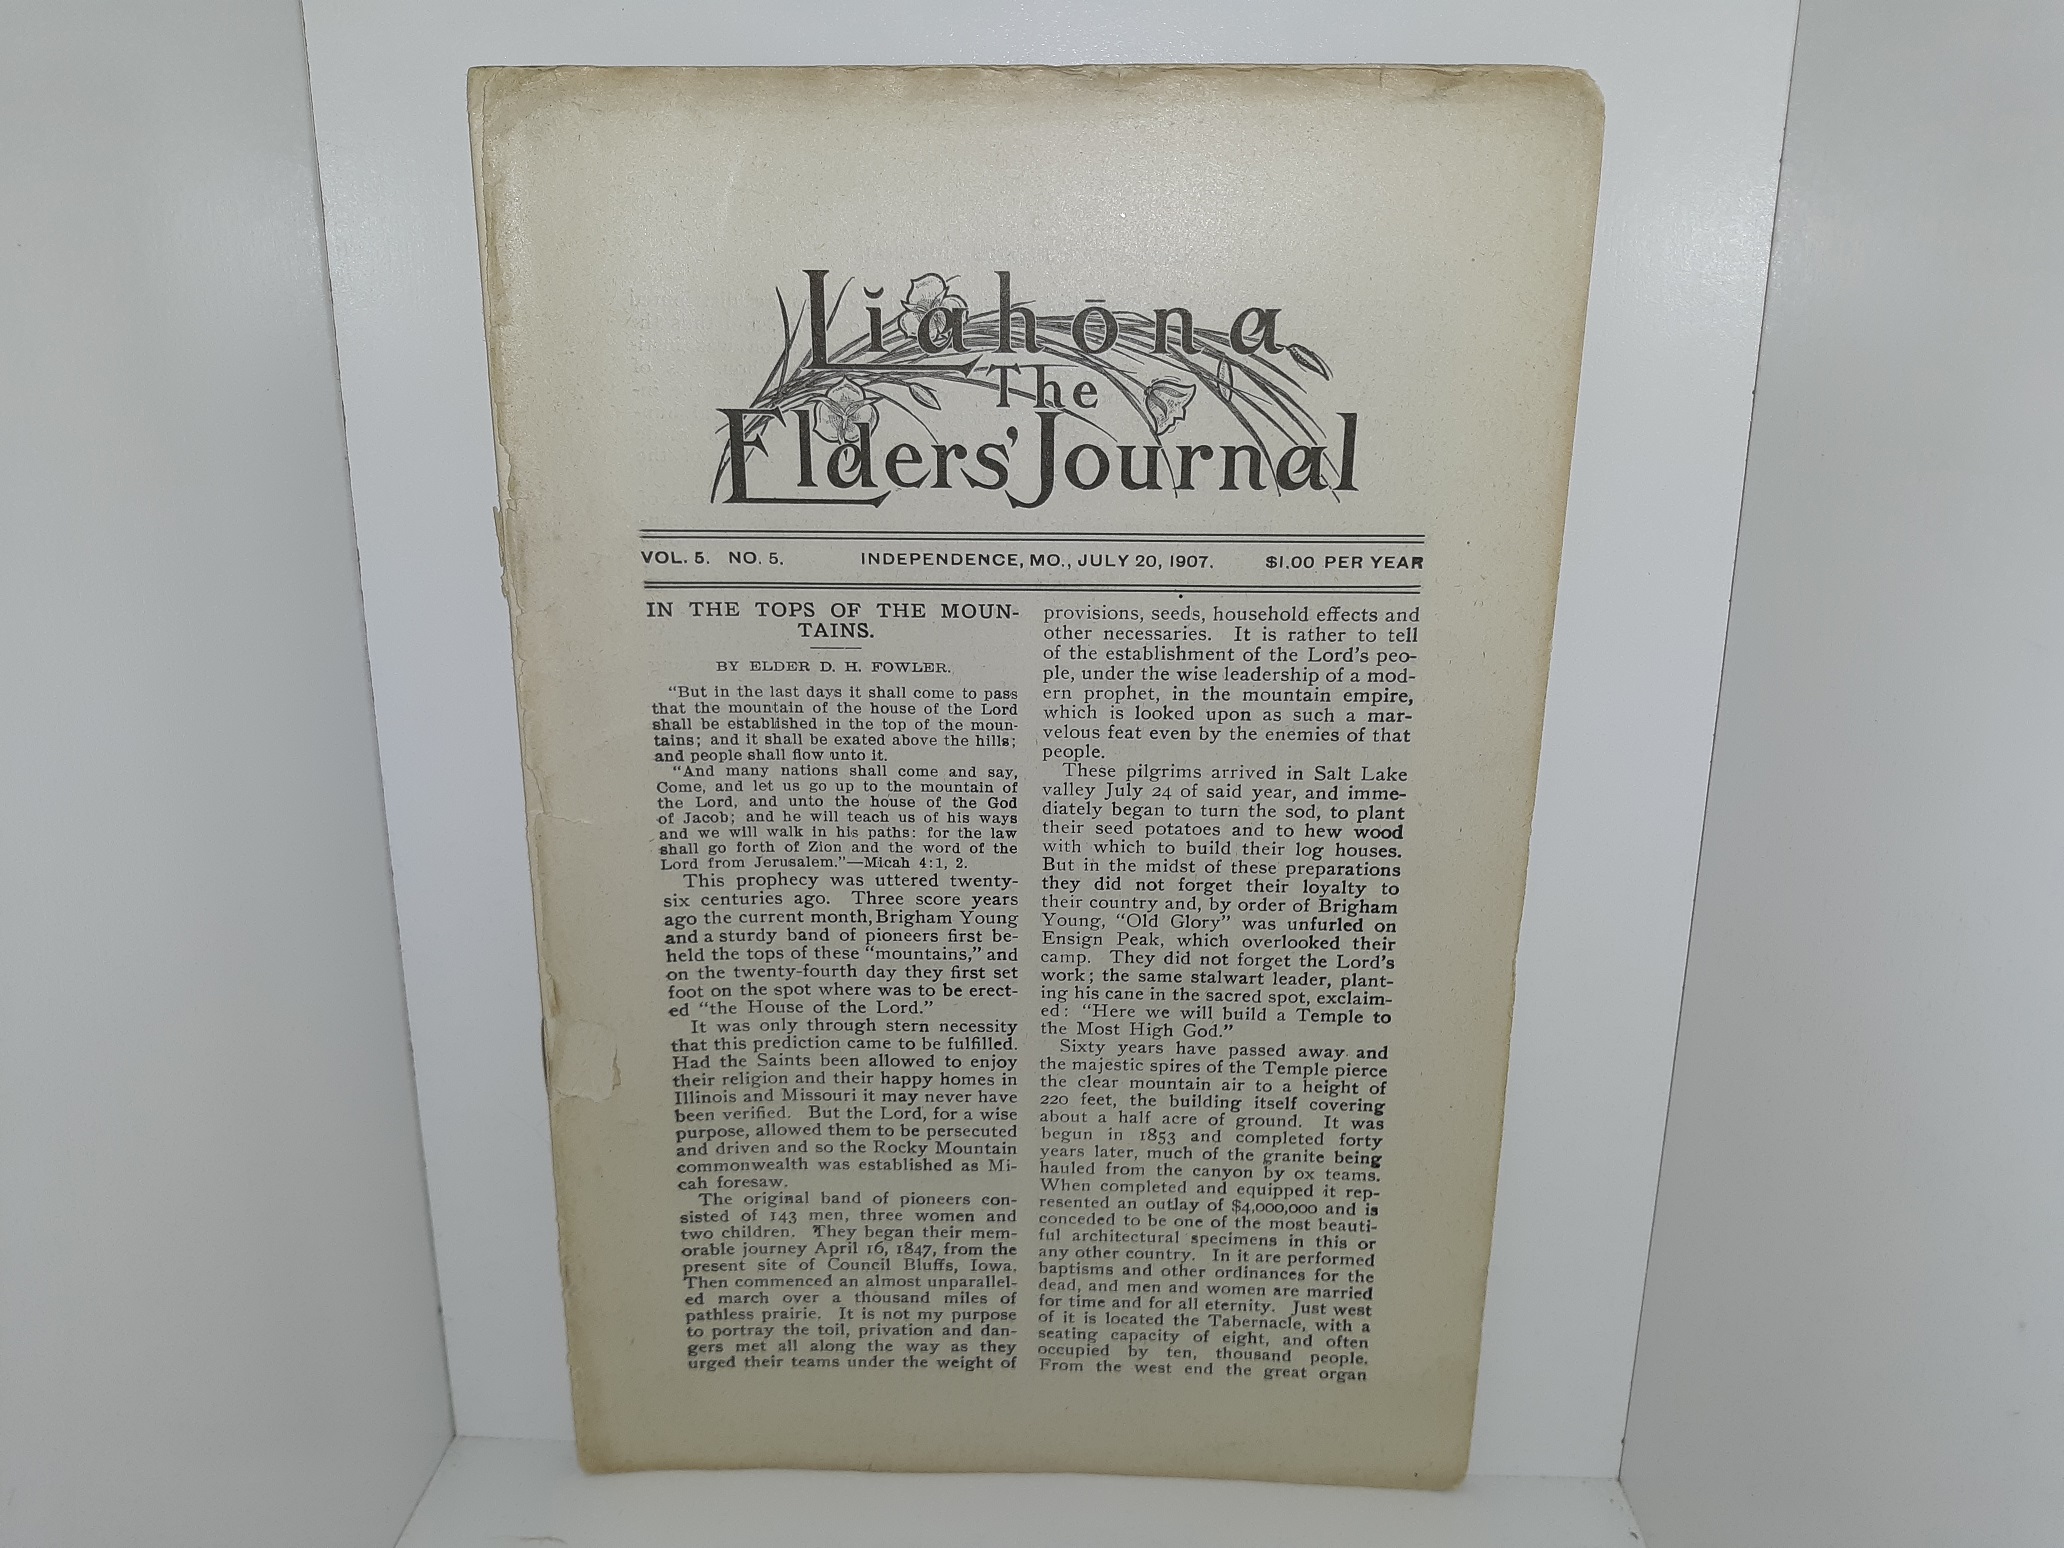 Lĭahōna
The
Elders' Journal
VOL. 5. NO. 5. INDEPENDENCE, MO., JULY 20, 1907. $1.00 PER YEAR
IN THE TOPS OF THE MOUN-
TAINS.
BY ELDER D. H. FOWLER.
"But in the last days it shall come to pass
that the mountain of the house of the Lord
shall be established in the top of the moun-
tains; and it shall be exated above the hills;
and people shall flow unto it.
"And many nations shall come and say,
Come, and let us go up to the mountain of
the Lord, and unto the house of the God
of Jacob; and he will teach us of his ways
and we will walk in his paths: for the law
shall go forth of Zion and the word of the
Lord from Jerusalem."—Micah 4:1, 2.
This prophecy was uttered twenty-
six centuries ago. Three score years
ago the current month, Brigham Young
and a sturdy band of pioneers first be-
held the tops of these "mountains," and
on the twenty-fourth day they first set
foot on the spot where was to be erect-
ed "the House of the Lord."
It was only through stern necessity
that this prediction came to be fulfilled.
Had the Saints been allowed to enjoy
their religion and their happy homes in
Illinois and Missouri it may never have
been verified. But the Lord, for a wise
purpose, allowed them to be persecuted
and driven and so the Rocky Mountain
commonwealth was established as Mi-
cah foresaw.
The original band of pioneers con-
sisted of 143 men, three women and
two children. They began their mem-
orable journey April 16, 1847, from the
present site of Council Bluffs, Iowa.
Then commenced an almost unparallel-
ed march over a thousand miles of
pathless prairie. It is not my purpose
to portray the toil, privation and dan-
gers met all along the way as they
urged their teams under the weight of
provisions, seeds, household effects and
other necessaries. It is rather to tell
of the establishment of the Lord's peo-
ple, under the wise leadership of a mod-
ern prophet, in the mountain empire,
which is looked upon as such a mar-
velous feat even by the enemies of that
people.
These pilgrims arrived in Salt Lake
valley July 24 of said year, and imme-
diately began to turn the sod, to plant
their seed potatoes and to hew wood
with which to build their log houses.
But in the midst of these preparations
they did not forget their loyalty to
their country and, by order of Brigham
Young, "Old Glory" was unfurled on
Ensign Peak, which overlooked their
camp. They did not forget the Lord's
work; the same stalwart leader, plant-
ing his cane in the sacred spot, exclaim-
ed: "Here we will build a Temple to
the Most High God."
Sixty years have passed away and
the majestic spires of the Temple pierce
the clear mountain air to a height of
220 feet, the building itself covering
about a half acre of ground. It was
begun in 1853 and completed forty
years later, much of the granite being
hauled from the canyon by ox teams.
When completed and equipped it rep-
resented an outlay of $4,000,000 and is
conceded to be one of the most beauti-
ful architectural specimens in this or
any other country. In it are performed
baptisms and other ordinances for the
dead, and men and women are married
for time and for all eternity. Just west
of it is located the Tabernacle, with a
seating capacity of eight, and often
occupied by ten, thousand people.
From the west end the great organ